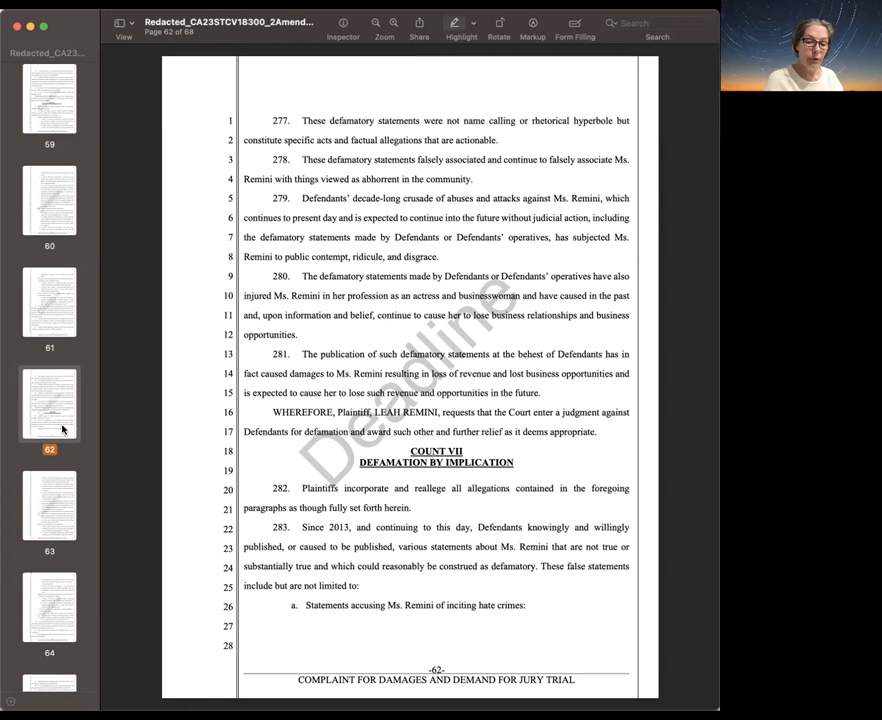 Redacted_CA23STCV18300_2Amend...
Page 62 of 68
View
Inspector
Zoom
Share
Highlight
Rotate
Markup
Form Filling
Search
Search
Redacted_CA23...
59
60
61
62
63
64
1 277. These defamatory statements were not name calling or rhetorical hyperbole but
2 constitute specific acts and factual allegations that are actionable.
3 278. These defamatory statements falsely associated and continue to falsely associate Ms.
4 Remini with things viewed as abhorrent in the community.
5 279. Defendants' decade-long crusade of abuses and attacks against Ms. Remini, which
6 continues to present day and is expected to continue into the future without judicial action, including
7 the defamatory statements made by Defendants or Defendants' operatives, has subjected Ms.
8 Remini to public contempt, ridicule, and disgrace.
9 280. The defamatory statements made by Defendants or Defendants' operatives have also
10 injured Ms. Remini in her profession as an actress and businesswoman and have caused in the past
11 and, upon information and belief, continue to cause her to lose business relationships and business
12 opportunities.
13 281. The publication of such defamatory statements at the behest of Defendants has in
14 fact caused damages to Ms. Remini resulting in loss of revenue and lost business opportunities and
15 is expected to cause her to lose such revenue and opportunities in the future.
16 WHEREFORE, Plaintiff, LEAH REMINI, requests that the Court enter a judgment against
17 Defendants for defamation and award such other and further relief as it deems appropriate.
18 COUNT VII
19 DEFAMATION BY IMPLICATION
20 282. Plaintiffs incorporate and reallege all allegations contained in the foregoing
21 paragraphs as though fully set forth herein.
22 283. Since 2013, and continuing to this day, Defendants knowingly and willingly
23 published, or caused to be published, various statements about Ms. Remini that are not true or
24 substantially true and which could reasonably be construed as defamatory. These false statements
25 include but are not limited to:
26 a. Statements accusing Ms. Remini of inciting hate crimes:
27
28
Deadline
-62-
COMPLAINT FOR DAMAGES AND DEMAND FOR JURY TRIAL